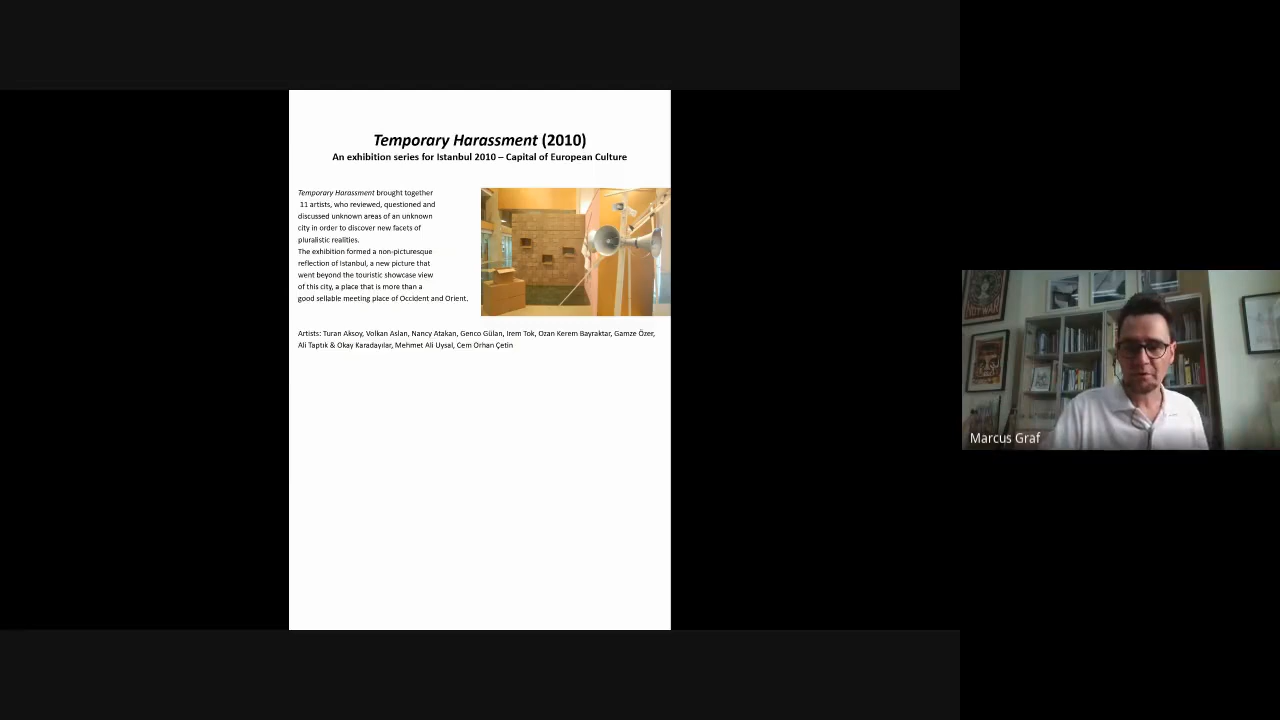 Temporary Harassment (2010)
An exhibition series for Istanbul 2010 – Capital of European Culture
Temporary Harassment brought together
11 artists, who reviewed, questioned and
discussed unknown areas of an unknown
city in order to discover new facets of
pluralistic realities.
The exhibition formed a non-picturesque
reflection of Istanbul, a new picture that
went beyond the touristic showcase view
of this city, a place that is more than a
good sellable meeting place of Occident and Orient.
Artists: Turan Aksoy, Volkan Aslan, Nancy Atakan, Genco Gülan, Irem Tok, Ozan Kerem Bayraktar, Gamze Özer,
Ali Taptık & Okay Karadayılar, Mehmet Ali Uysal, Cem Orhan Çetin
NOT WAR
Marcus Graf